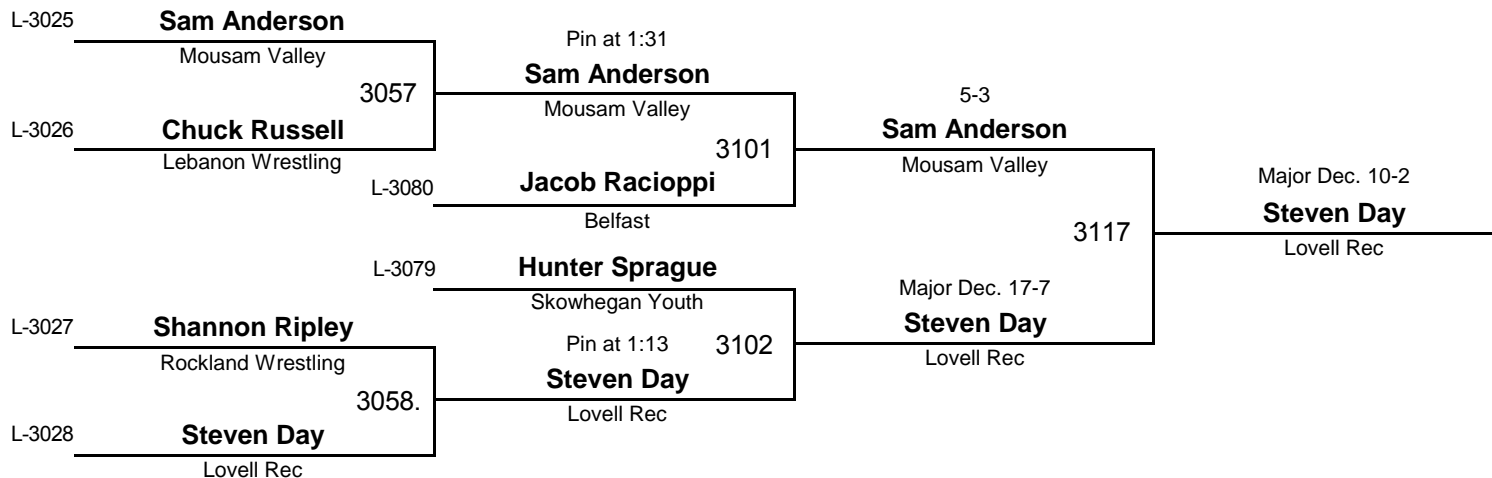 L-3025
Sam Anderson
Mousam Valley
3057
L-3026
Chuck Russell
Lebanon Wrestling
Pin at 1:31
Sam Anderson
Mousam Valley
3101
L-3080
Jacob Racioppi
Belfast
5-3
Sam Anderson
Mousam Valley
3117
Major Dec. 10-2
Steven Day
Lovell Rec
L-3079
Hunter Sprague
Skowhegan Youth
3102
L-3027
Shannon Ripley
Rockland Wrestling
3058.
L-3028
Steven Day
Lovell Rec
Pin at 1:13
Steven Day
Lovell Rec
Major Dec. 17-7
Steven Day
Lovell Rec